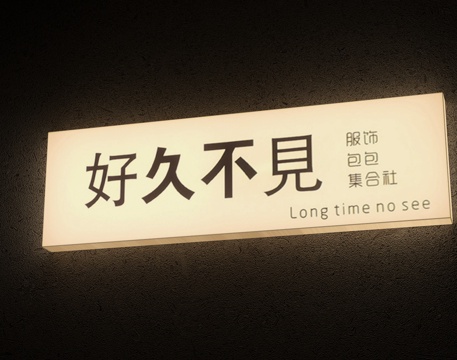 好久不見
服饰
包包
集合社
Long time no see